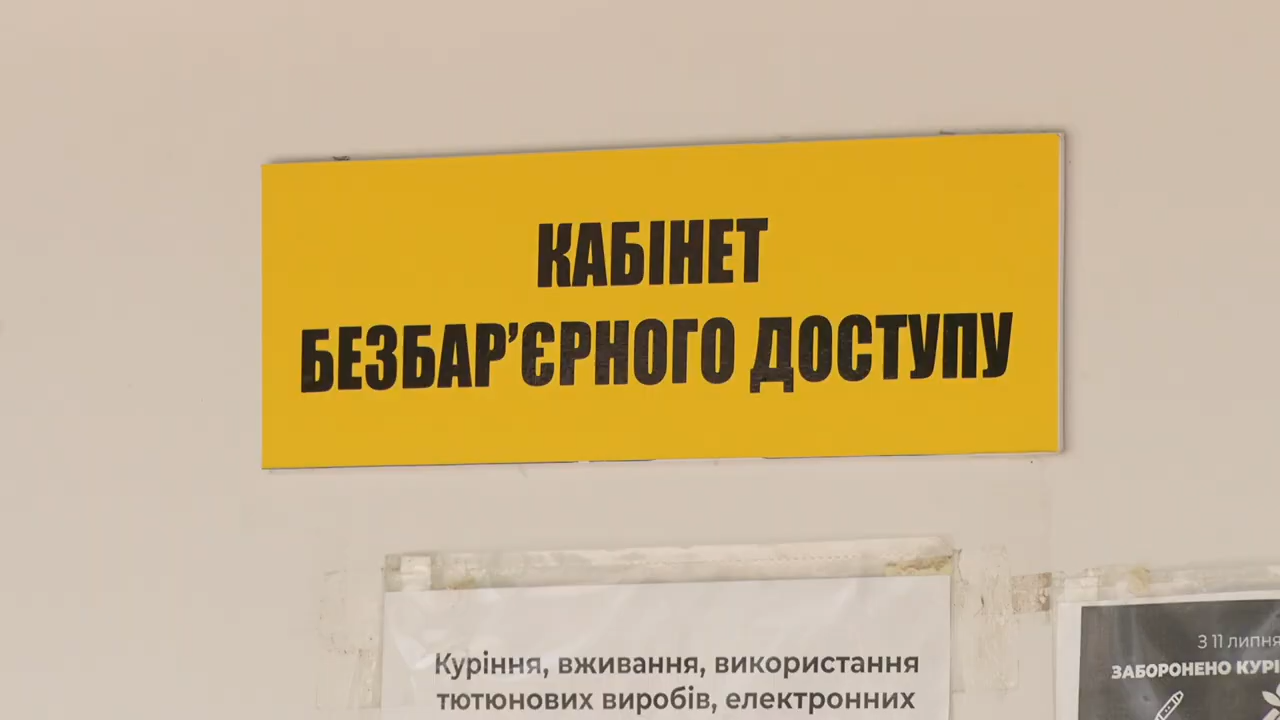 КАБІНЕТ
БЕЗБАР’ЄРНОГО ДОСТУПУ
Куріння, вживання, використання
тютюнових виробів, електронних
З 11 липня
ЗАБОРОНЕНО